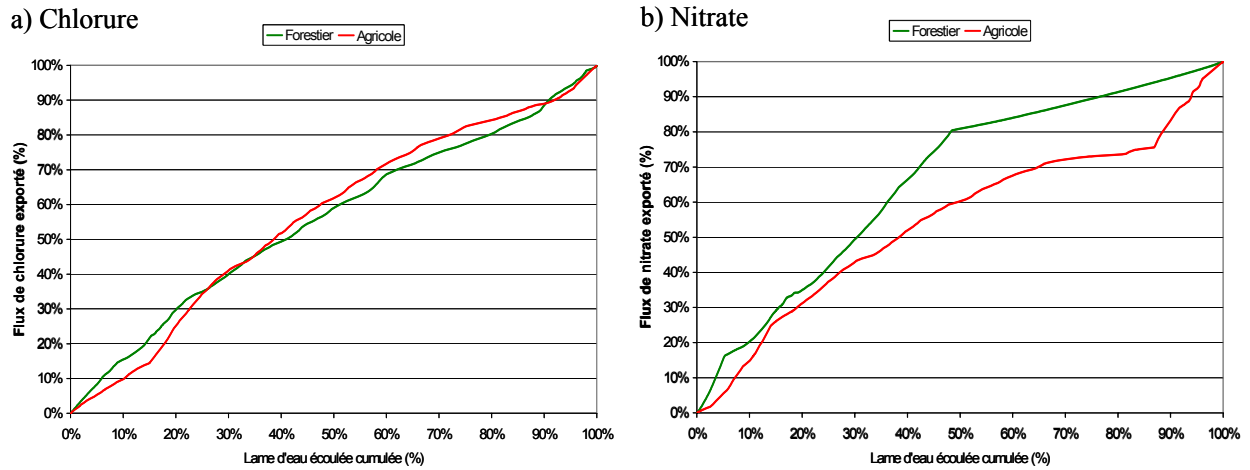 a) Chlorure
Forestier Agricole
Flux de chlorure exporté (%)
100%
90%
80%
70%
60%
50%
40%
30%
20%
10%
0%
0% 10% 20% 30% 40% 50% 60% 70% 80% 90% 100%
Lame d'eau écoulée cumulée (%)
b) Nitrate
Forestier Agricole
Flux de nitrate exporté (%)
100%
90%
80%
70%
60%
50%
40%
30%
20%
10%
0%
0% 10% 20% 30% 40% 50% 60% 70% 80% 90% 100%
Lame d'eau écoulée cumulée (%)